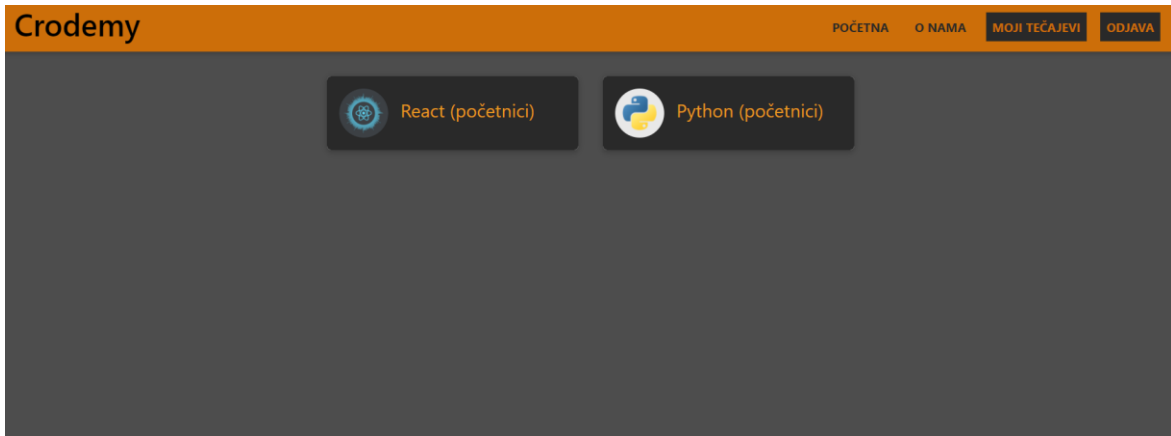 Crodemy
POČETNA O NAMA MOJI TEČAJEVI ODJAVA
React (početnici) Python (početnici)